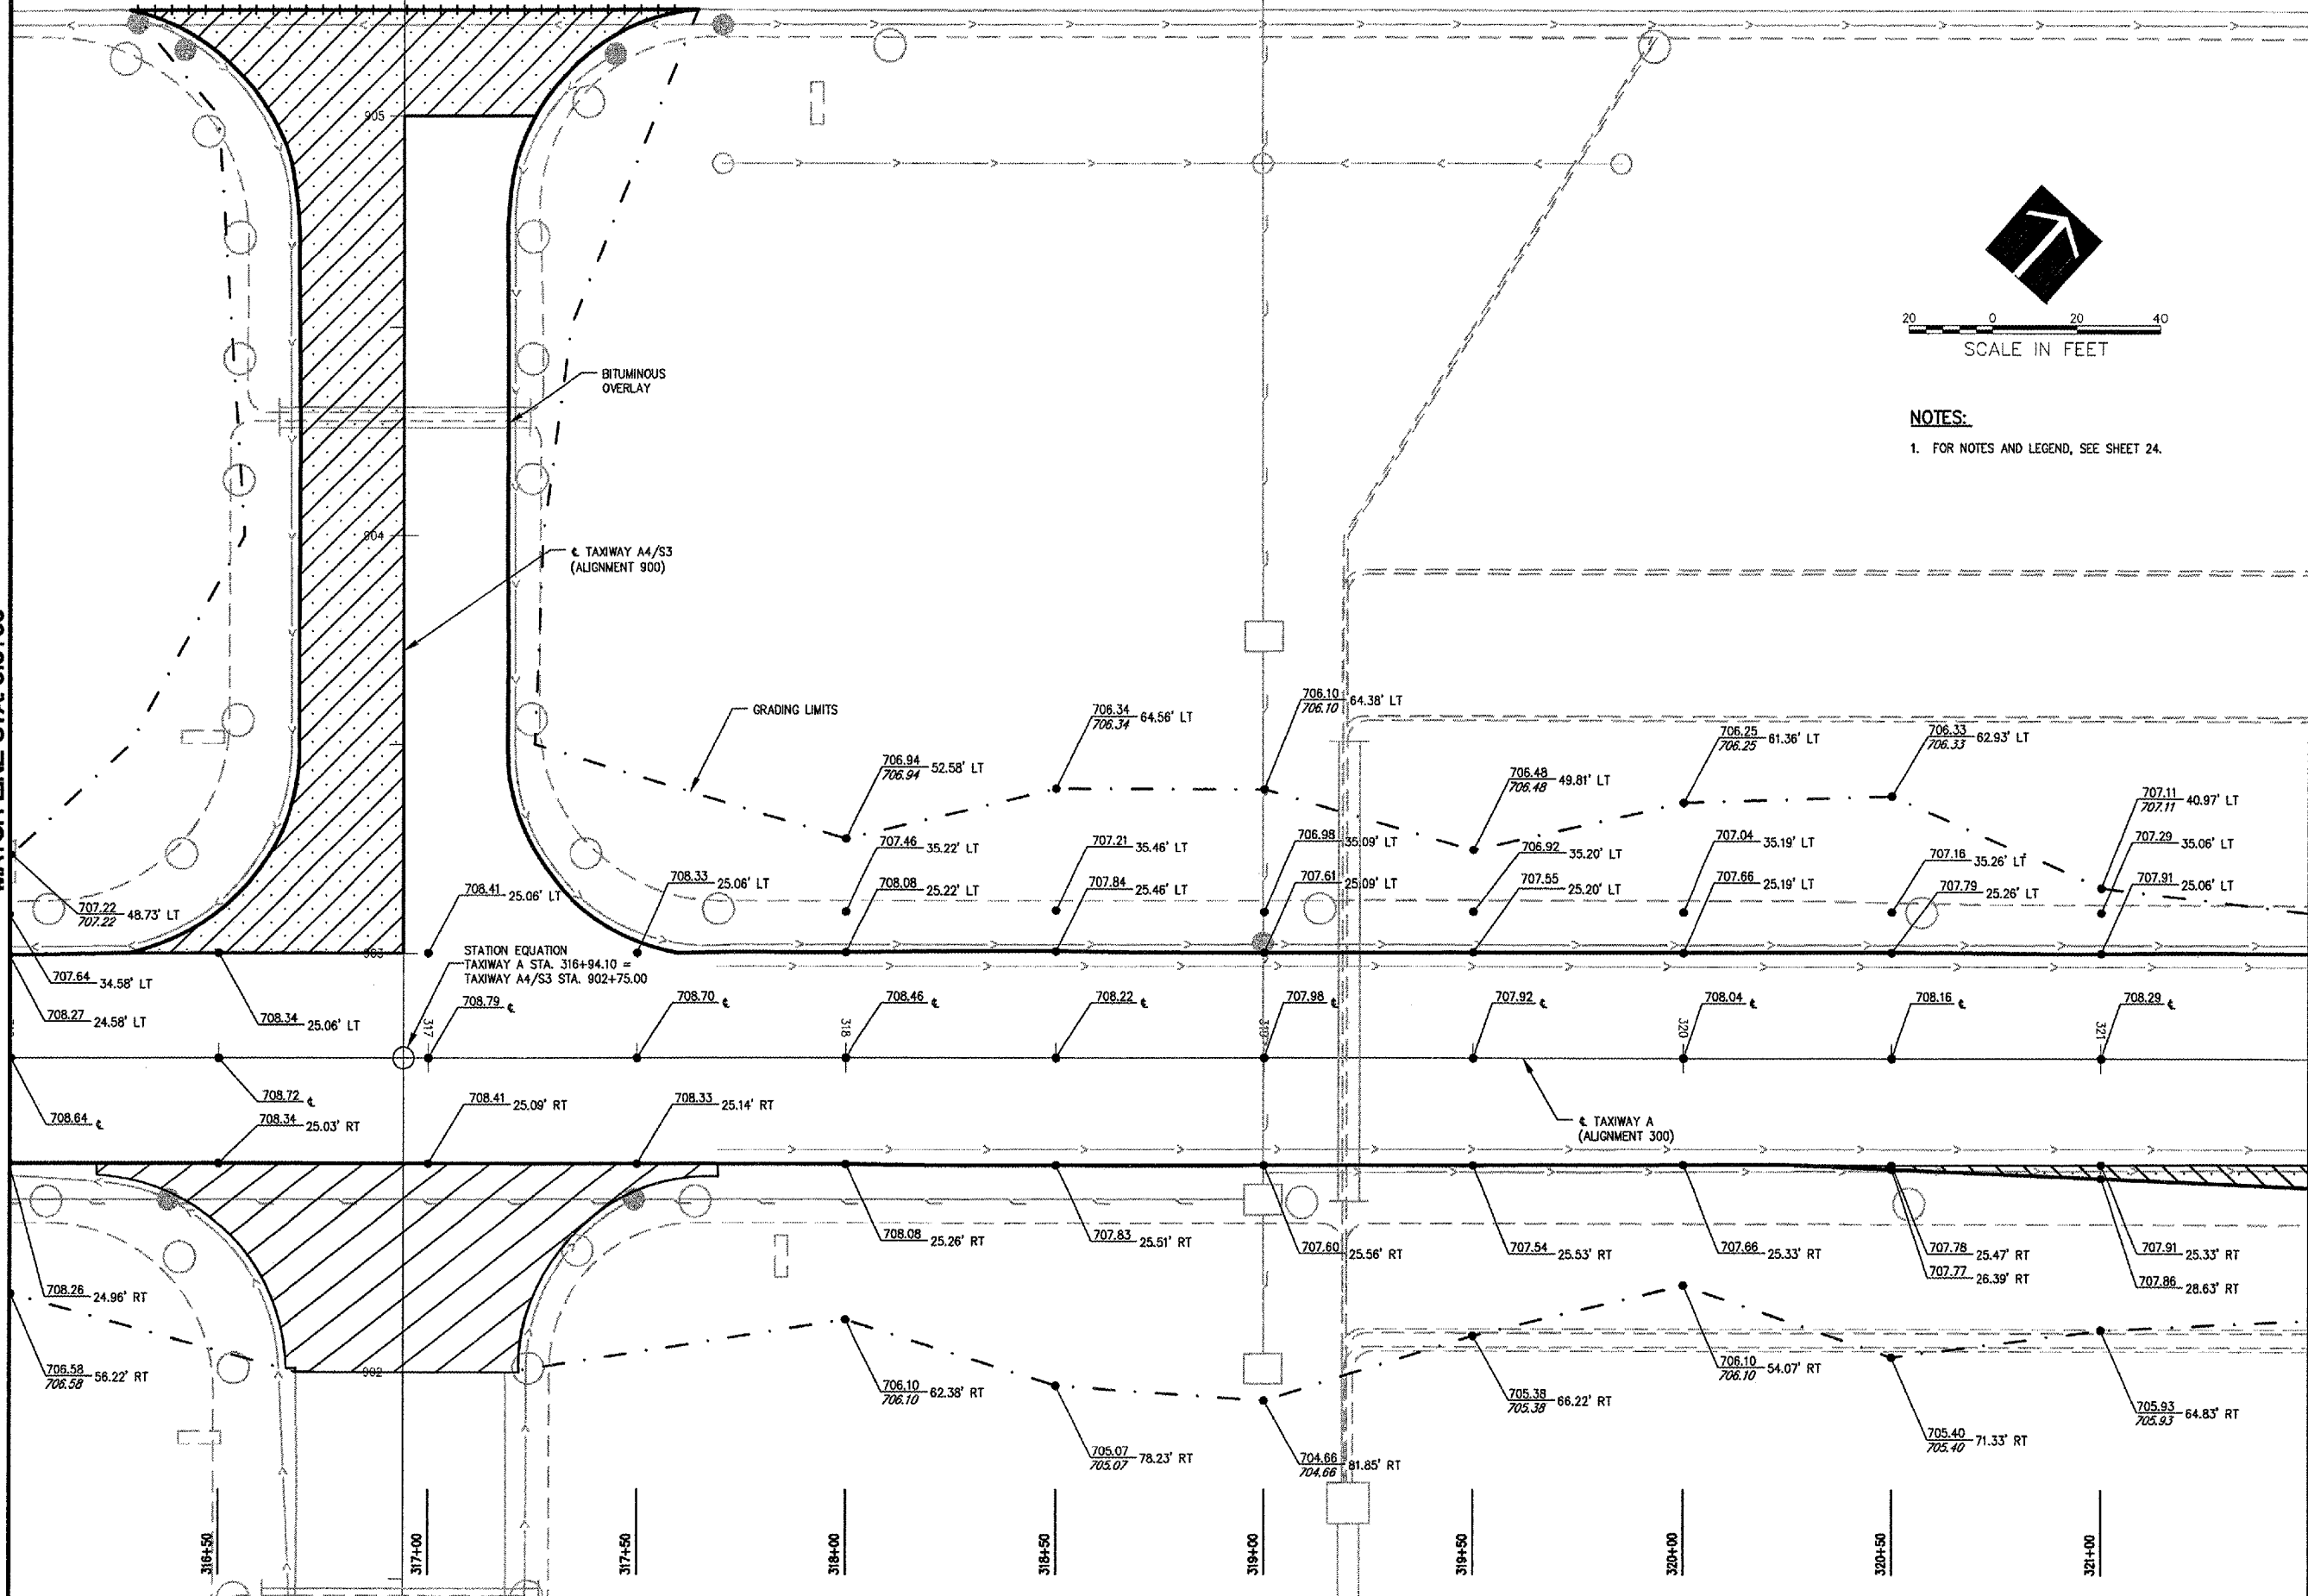 905
20 0 20 40
SCALE IN FEET
BITUMINOUS
OVERLAY
NOTES:
1. FOR NOTES AND LEGEND, SEE SHEET 24.
904
℄ TAXIWAY A4/S3
(ALIGNMENT 900)
GRADING LIMITS
706.94
706.94
52.58' LT
706.34
706.34
64.56' LT
706.10
706.10
64.38' LT
706.48
706.48
49.81' LT
706.25
706.25
61.36' LT
706.33
706.33
62.93' LT
707.11
707.11
40.97' LT
707.46 35.22' LT
707.21 35.46' LT
706.98 35.09' LT
706.92 35.20' LT
707.04 35.19' LT
707.16 35.26' LT
707.29 35.06' LT
707.22
707.22
48.73' LT
708.41 25.06' LT
708.33 25.06' LT
708.08 25.22' LT
707.84 25.46' LT
707.61 25.09' LT
707.55 25.20' LT
707.66 25.19' LT
707.79 25.26' LT
707.91 25.06' LT
903
STATION EQUATION
TAXIWAY A STA. 316+94.10 =
TAXIWAY A4/S3 STA. 902+75.00
707.64 34.58' LT
708.27 24.58' LT
708.34 25.06' LT
708.79 ℄
708.70 ℄
708.46 ℄
708.22 ℄
707.98 ℄
707.92 ℄
708.04 ℄
708.16 ℄
708.29 ℄
317
318
319
320
321
708.64 ℄
708.72 ℄
708.34 25.03' RT
708.41 25.09' RT
708.33 25.14' RT
℄ TAXIWAY A
(ALIGNMENT 300)
708.08 25.26' RT
707.83 25.51' RT
707.60 25.56' RT
707.54 25.53' RT
707.66 25.33' RT
707.78 25.47' RT
707.77 26.39' RT
707.91 25.33' RT
707.86 28.63' RT
708.26 24.96' RT
706.58
706.58
56.22' RT
902
706.10
706.10
62.38' RT
705.07
705.07
78.23' RT
704.66
704.66
81.85' RT
705.38
705.38
66.22' RT
706.10
706.10
54.07' RT
705.40
705.40
71.33' RT
705.93
705.93
64.83' RT
316+50
317+00
317+50
318+00
318+50
319+00
319+50
320+00
320+50
321+00